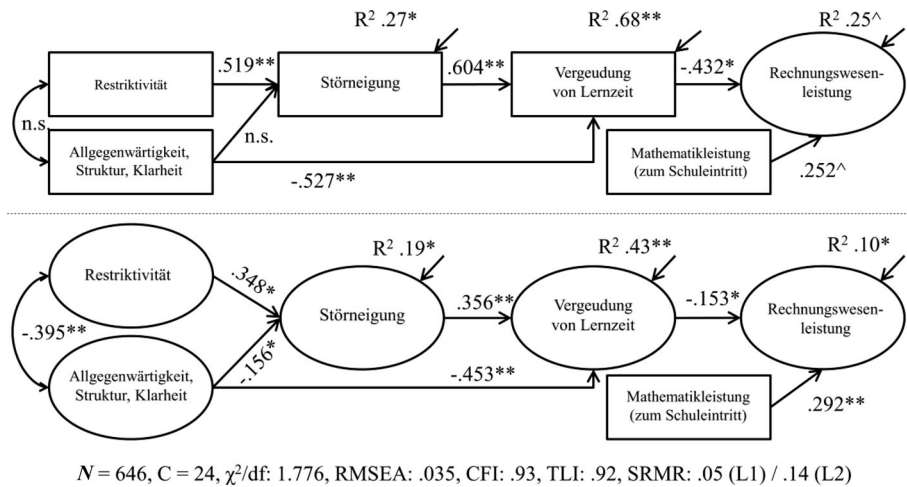 R² .27*
R² .68**
R² .25^
Restriktivität
.519**
Störneigung
.604**
Vergeudung
von Lernzeit
-.432*
Rechnungswesen-
leistung
n.s.
n.s.
Allgegenwärtigkeit,
Struktur, Klarheit
-.527**
Mathematikleistung
(zum Schuleintritt)
.252^
R² .19*
R² .43**
R² .10*
Restriktivität
.348*
Störneigung
.356**
Vergeudung
von Lernzeit
-.153*
Rechnungswesen-
leistung
-.395**
-.156*
Allgegenwärtigkeit,
Struktur, Klarheit
-.453**
Mathematikleistung
(zum Schuleintritt)
.292**
N = 646, C = 24, χ²/df: 1.776, RMSEA: .035, CFI: .93, TLI: .92, SRMR: .05 (L1) / .14 (L2)